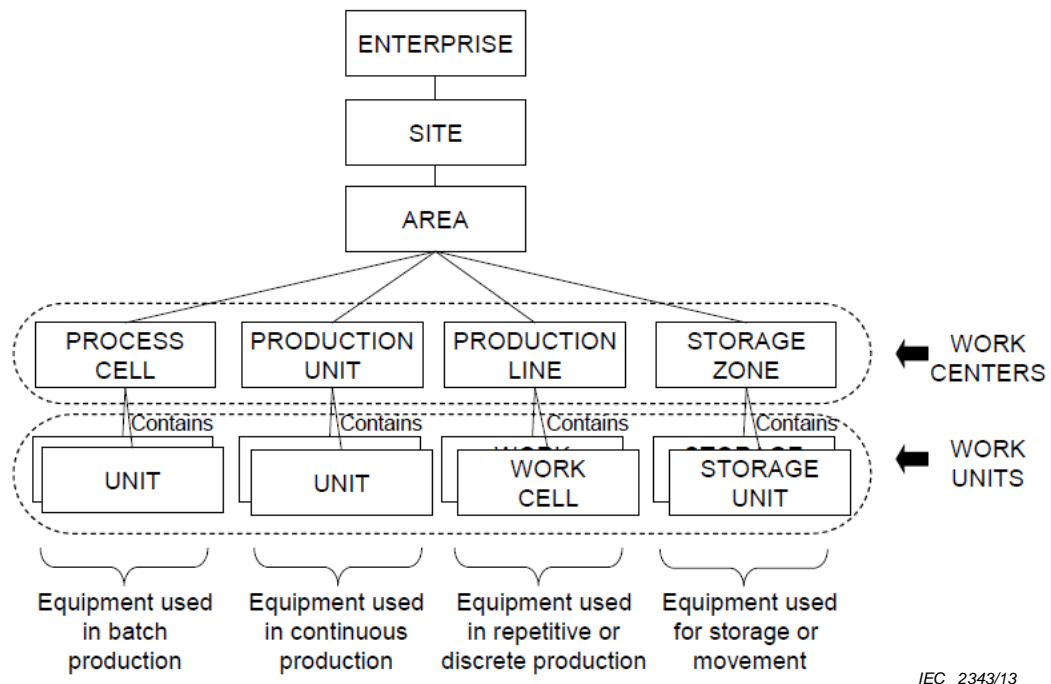 ENTERPRISE
SITE
AREA
PROCESS
CELL
PRODUCTION
UNIT
PRODUCTION
LINE
STORAGE
ZONE
WORK
CENTERS
Contains
Contains
Contains
Contains
UNIT
UNIT
WORK
CELL
STORAGE
UNIT
WORK
UNITS
Equipment used
in batch
production
Equipment used
in continuous
production
Equipment used
in repetitive or
discrete production
Equipment used
for storage or
movement
IEC 2343/13